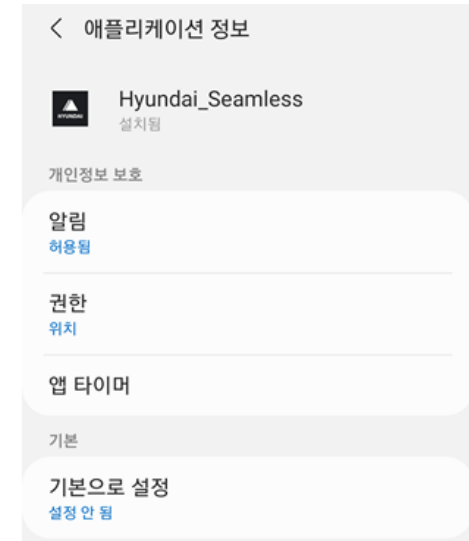 애플리케이션 정보
HYUNDAI
Hyundai_Seamless
설치됨
개인정보 보호
알림
허용됨
권한
위치
앱 타이머
기본
기본으로 설정
설정 안 됨